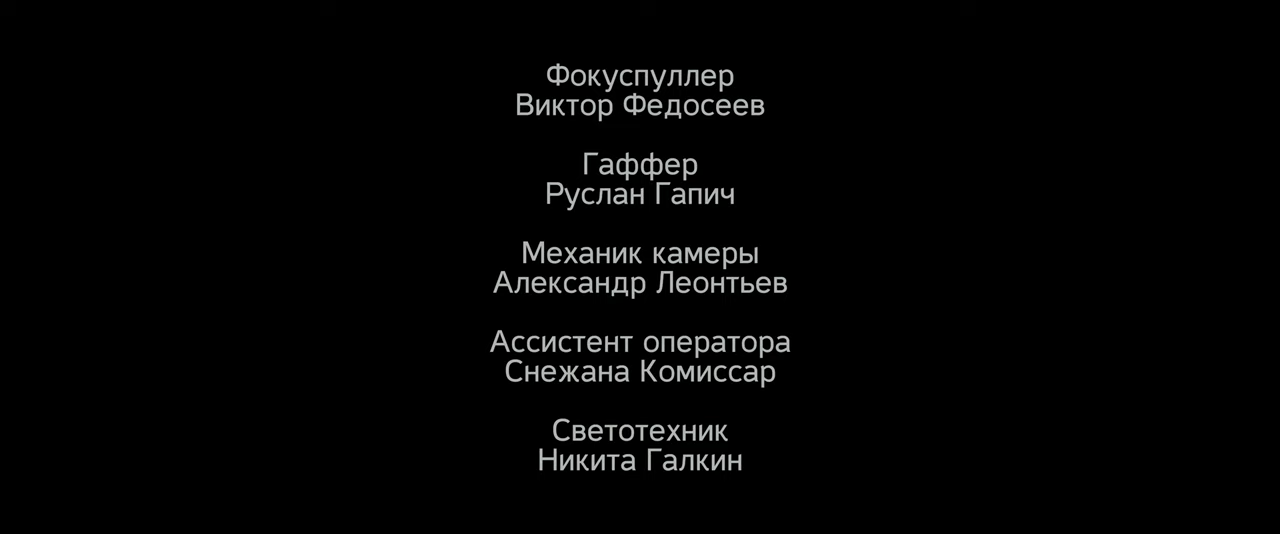 Фокуспуллер
Виктор Федосеев
Гаффер
Руслан Гапич
Механик камеры
Александр Леонтьев
Ассистент оператора
Снежана Комиссар
Светотехник
Никита Галкин